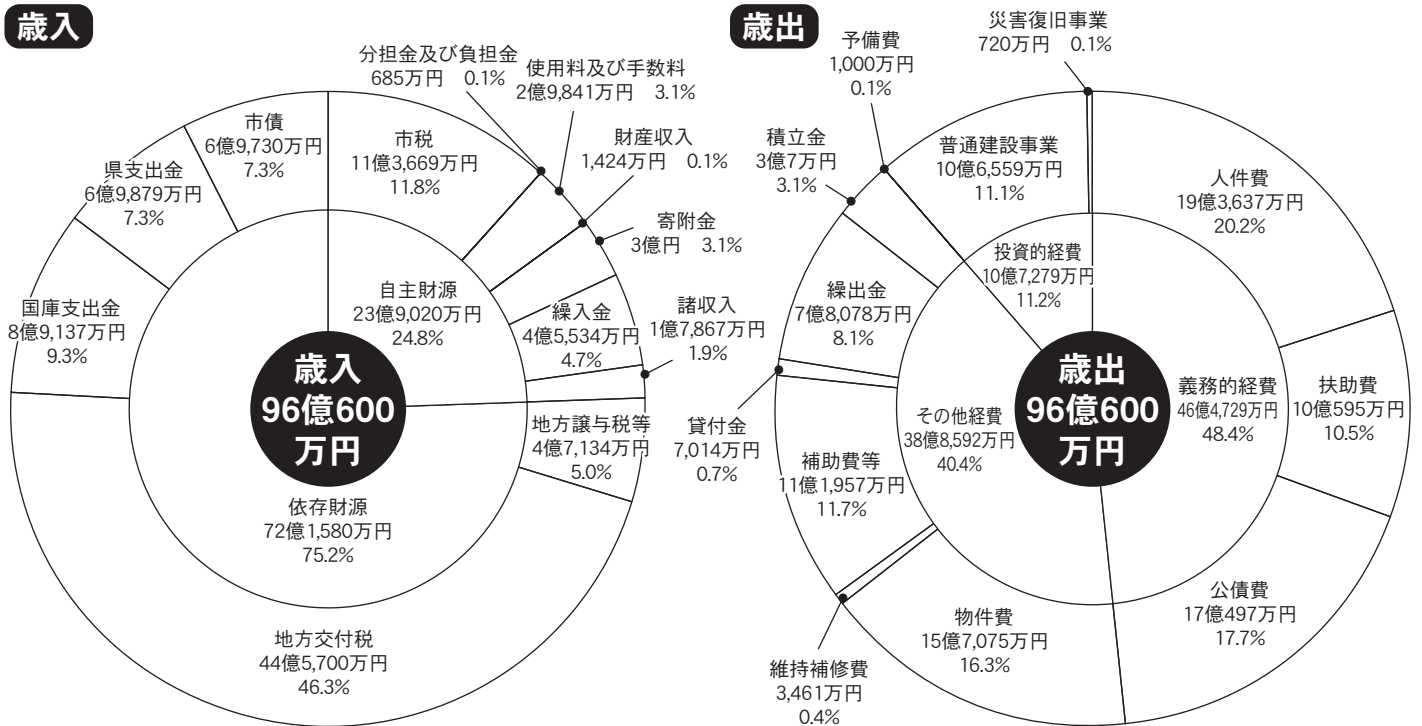 歳入
分担金及び負担金
685万円 0.1%
使用料及び手数料
2億9,841万円 3.1%
財産収入
1,424万円 0.1%
寄附金
3億円 3.1%
諸収入
1億7,867万円
1.9%
市税
11億3,669万円
11.8%
繰入金
4億5,534万円
4.7%
自主財源
23億9,020万円
24.8%
地方譲与税等
4億7,134万円
5.0%
市債
6億9,730万円
7.3%
県支出金
6億9,879万円
7.3%
国庫支出金
8億9,137万円
9.3%
歳入
96億600
万円
依存財源
72億1,580万円
75.2%
地方交付税
44億5,700万円
46.3%
歳出
災害復旧事業
720万円 0.1%
予備費
1,000万円
0.1%
積立金
3億7万円
3.1%
普通建設事業
10億6,559万円
11.1%
人件費
19億3,637万円
20.2%
投資的経費
10億7,279万円
11.2%
繰出金
7億8,078万円
8.1%
歳出
96億600
万円
義務的経費
46億4,729万円
48.4%
扶助費
10億595万円
10.5%
その他経費
38億8,592万円
40.4%
貸付金
7,014万円
0.7%
補助費等
11億1,957万円
11.7%
公債費
17億497万円
17.7%
物件費
15億7,075万円
16.3%
維持補修費
3,461万円
0.4%